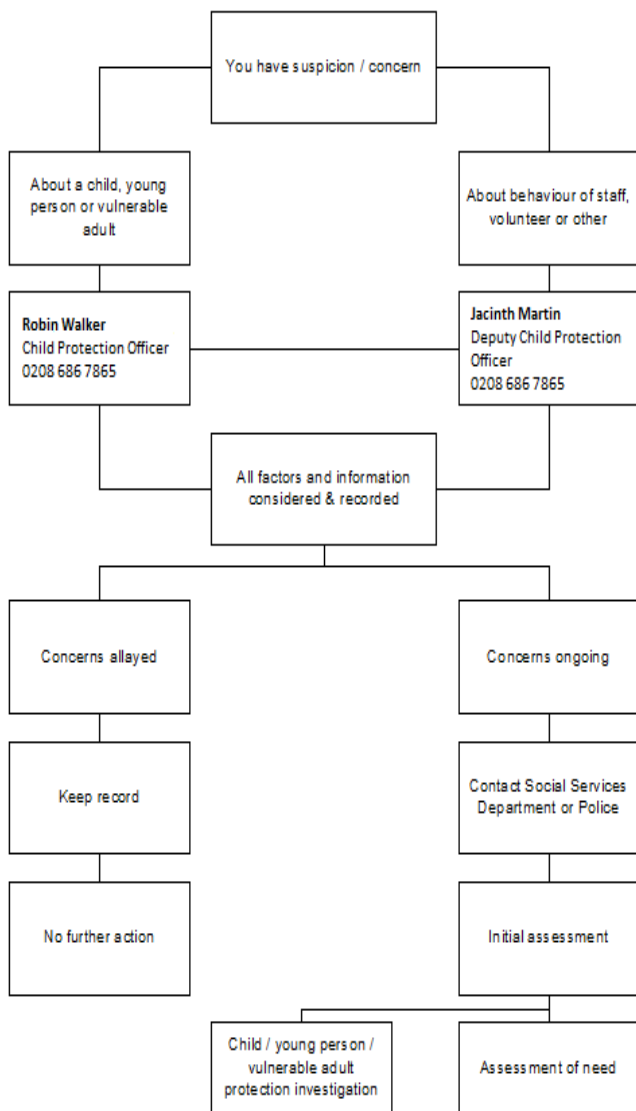 You have suspicion / concern
About a child, young
person or vulnerable
adult
About behaviour of staff,
volunteer or other
Robin Walker
Child Protection Officer
0208 686 7865
Jacinth Martin
Deputy Child Protection
Officer
0208 686 7865
All factors and information
considered & recorded
Concerns allayed
Concerns ongoing
Keep record
Contact Social Services
Department or Police
No further action
Initial assessment
Child / young person /
vulnerable adult
protection investigation
Assessment of need